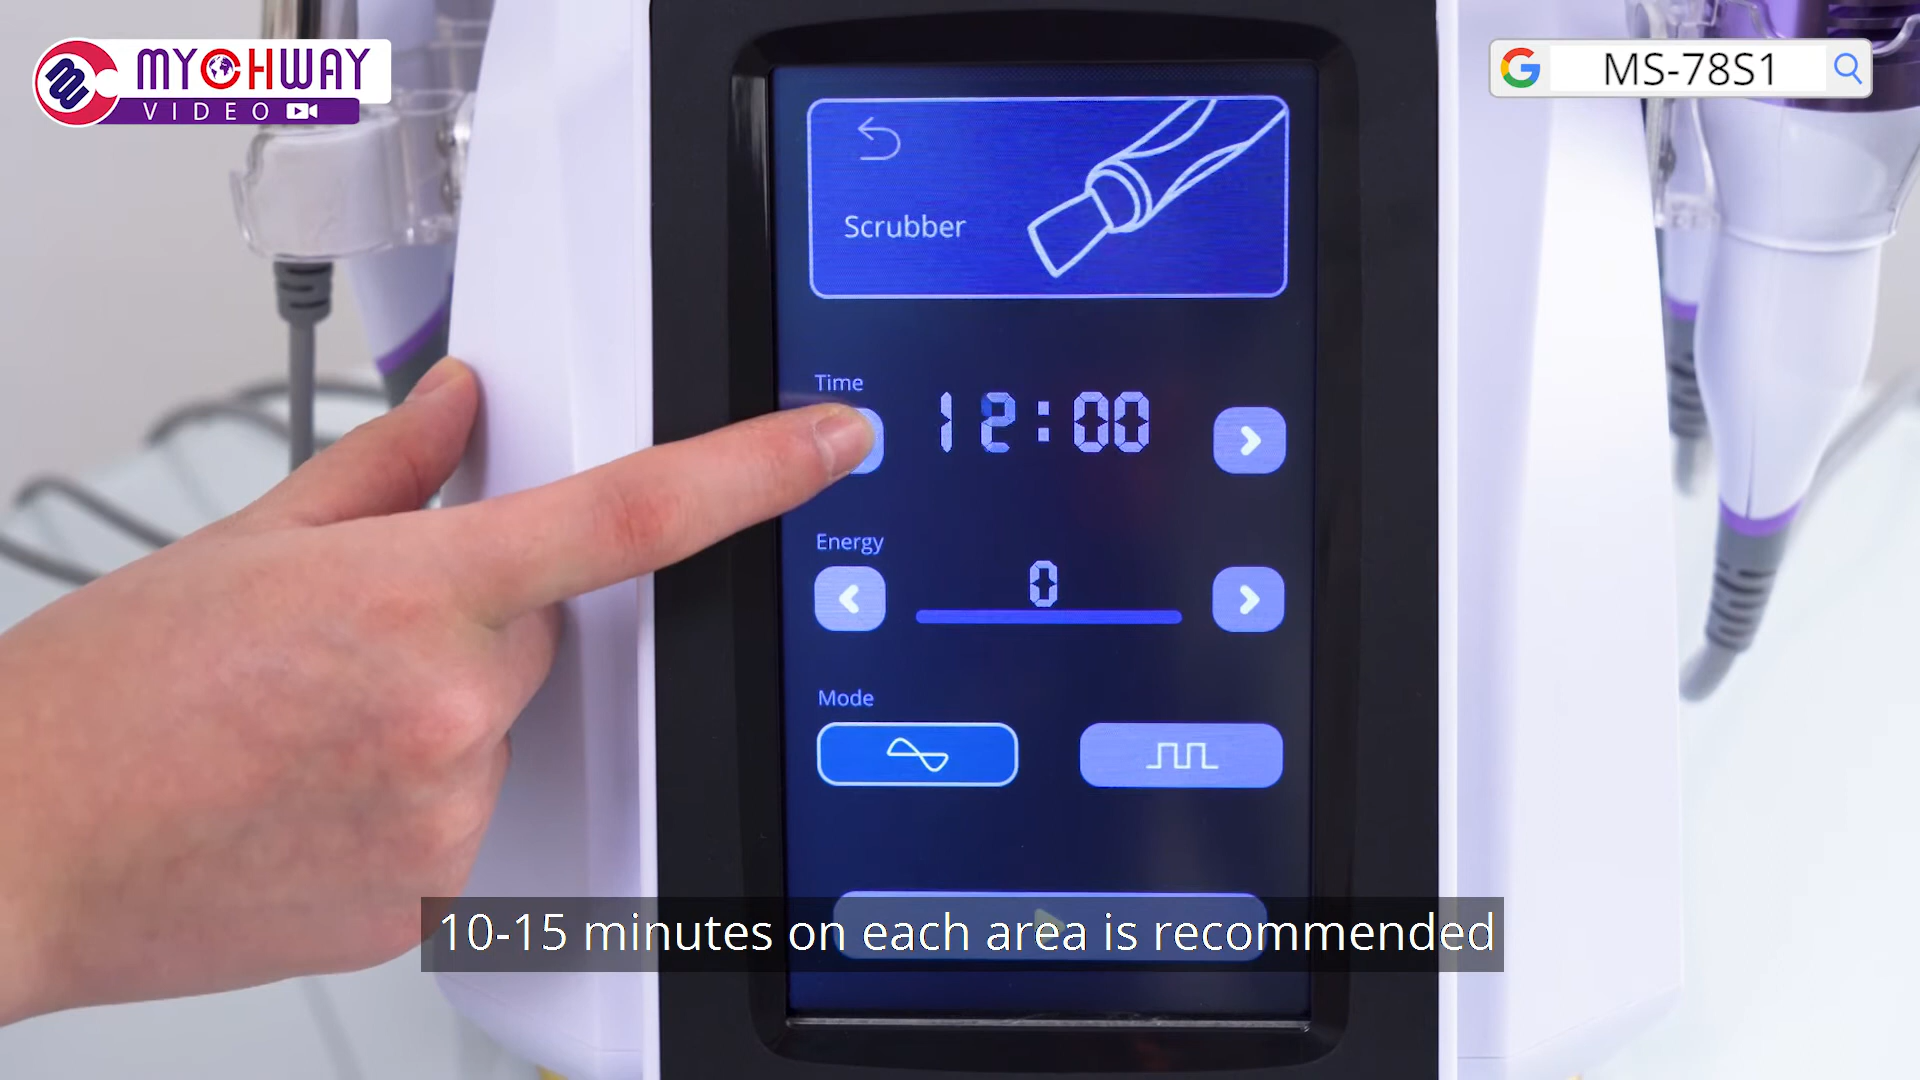 MYCHWAY
VIDEO
MS-78S1
Scrubber
Time
12:00
Energy
0
Mode
10-15 minutes on each area is recommended